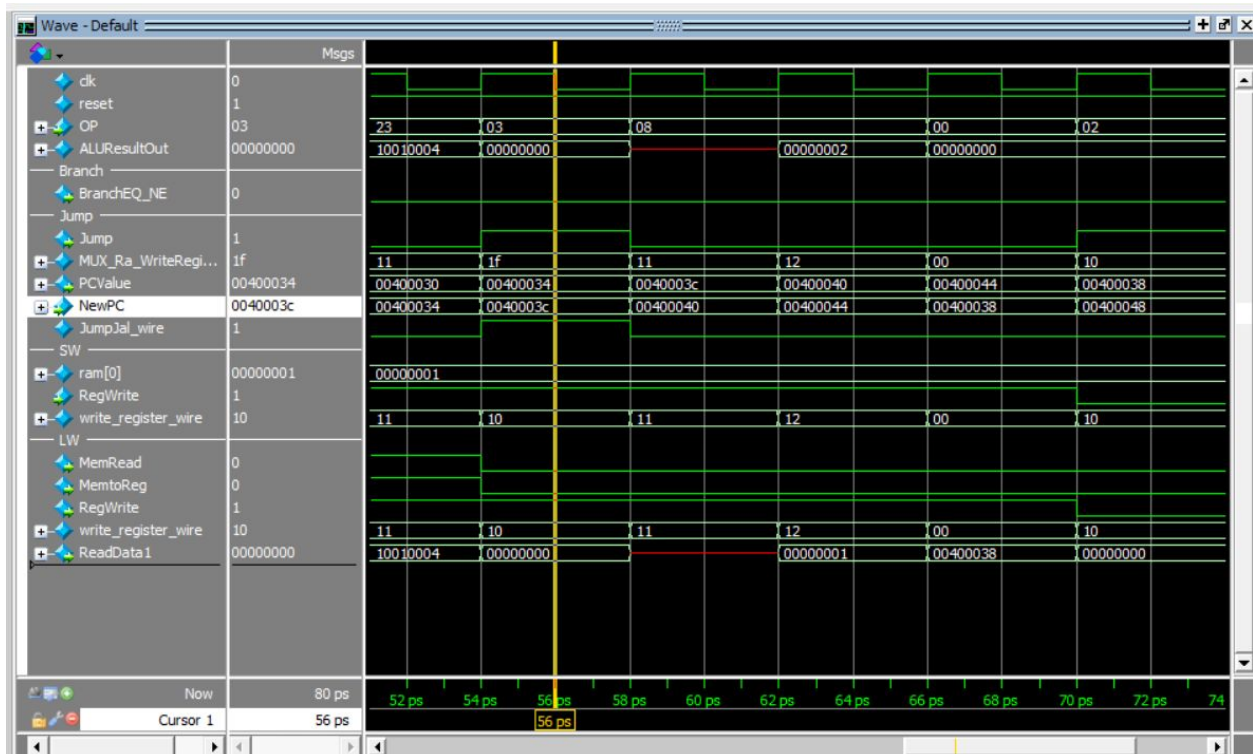 Wave - Default
Msgs
clk 0
reset 1
OP 03 23 03 08 00 02
ALUResultOut 00000000 10010004 00000000 00000002 00000000
Branch
BranchEQ_NE 0
Jump
Jump 1
MUX_Ra_WriteRegi... 1f 11 1f 11 12 00 10
PCValue 00400034 00400030 00400034 0040003c 00400040 00400044 00400038
NewPC 0040003c 00400034 0040003c 00400040 00400044 00400038 00400048
JumpJal_wire 1
SW
ram[0] 00000001 00000001
RegWrite 1
write_register_wire 10 11 10 11 12 00 10
LW
MemRead 0
MemtoReg 0
RegWrite 1
write_register_wire 10 11 10 11 12 00 10
ReadData1 00000000 10010004 00000000 00000001 00400038 00000000
Now 80 ps 52 ps 54 ps 56 ps 58 ps 60 ps 62 ps 64 ps 66 ps 68 ps 70 ps 72 ps 74
Cursor 1 56 ps 56 ps